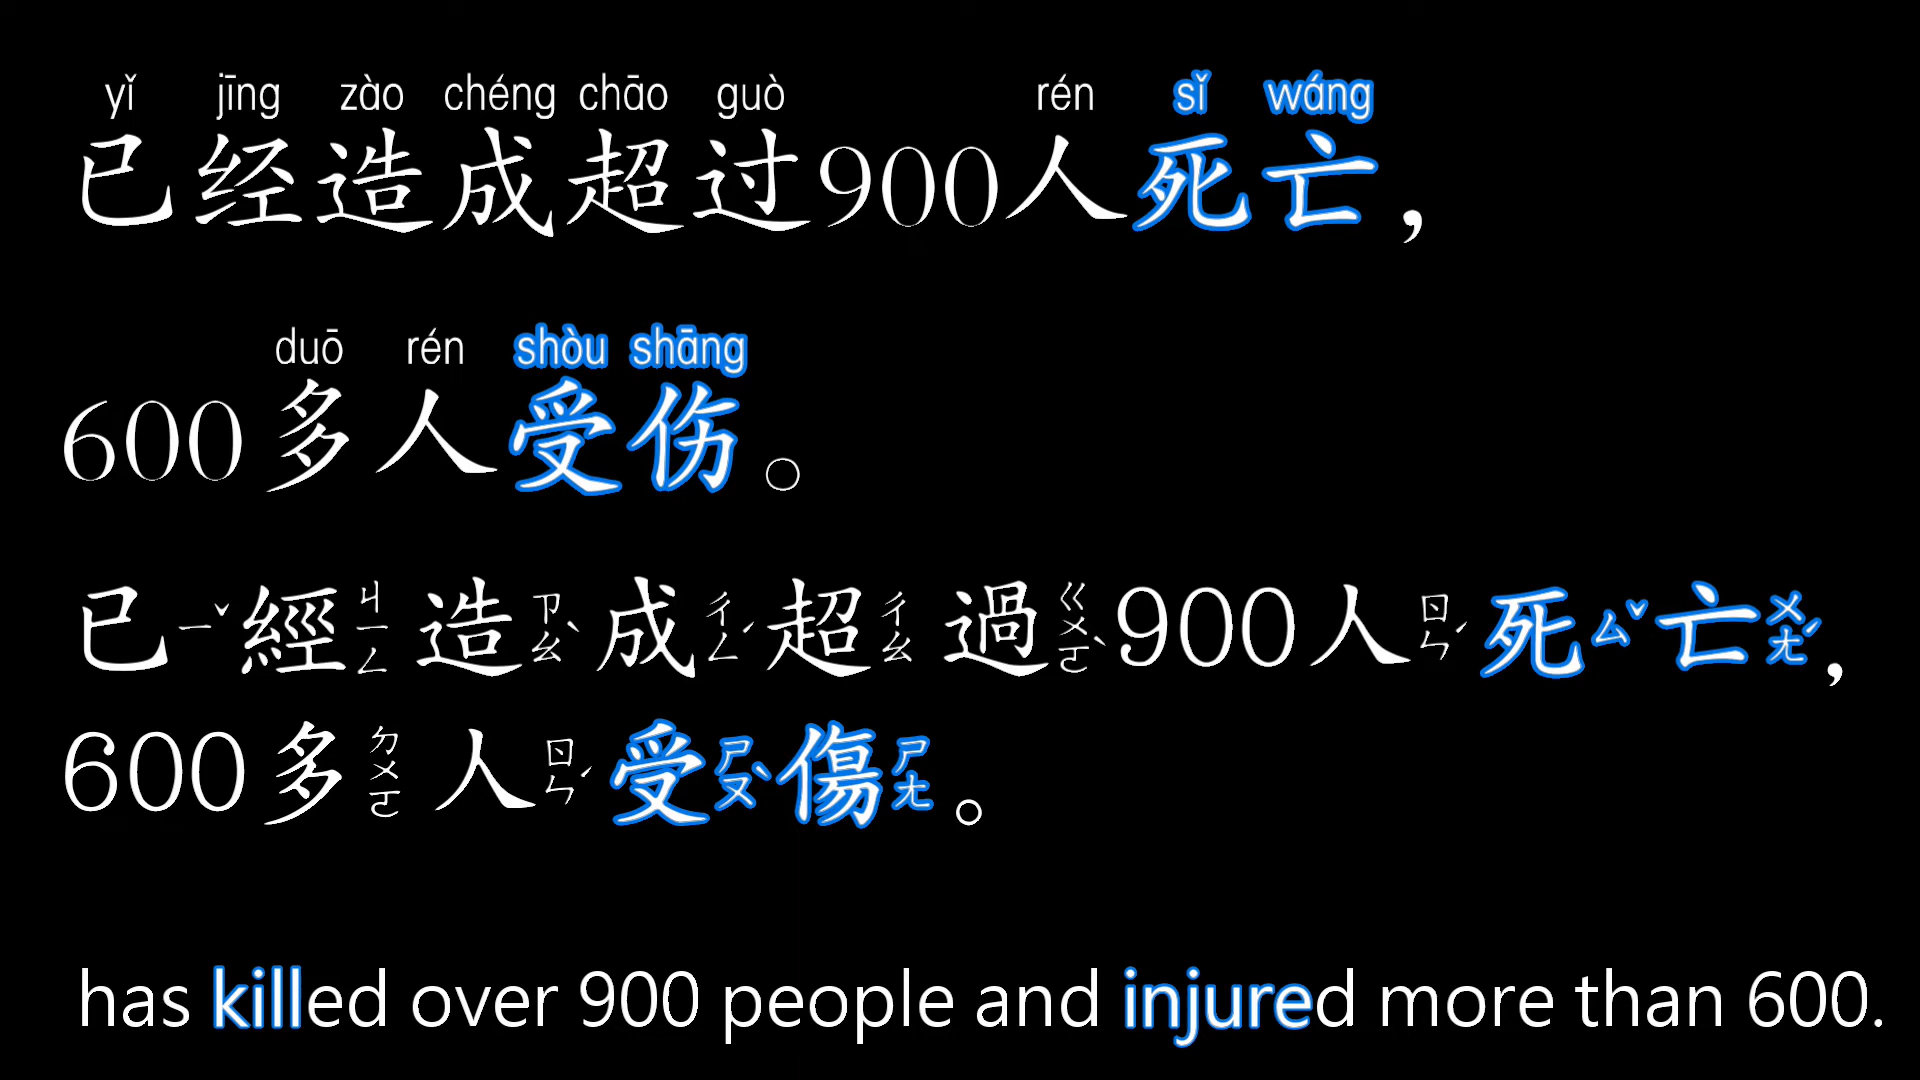 yǐ jīng zào chéng chāo guò rén sǐ wáng
已经造成超过900人死亡，
duō rén shòu shāng
600多人受伤。
已ㄧˇ經ㄐㄧㄥ造ㄗㄠˋ成ㄔㄥˊ超ㄔㄠ過ㄍㄨㄛˋ900人ㄖㄣˊ死ㄙˇ亡ㄨㄤˊ，
600多ㄉㄨㄛ人ㄖㄣˊ受ㄕㄡˋ傷ㄕㄤ。
has killed over 900 people and injured more than 600.